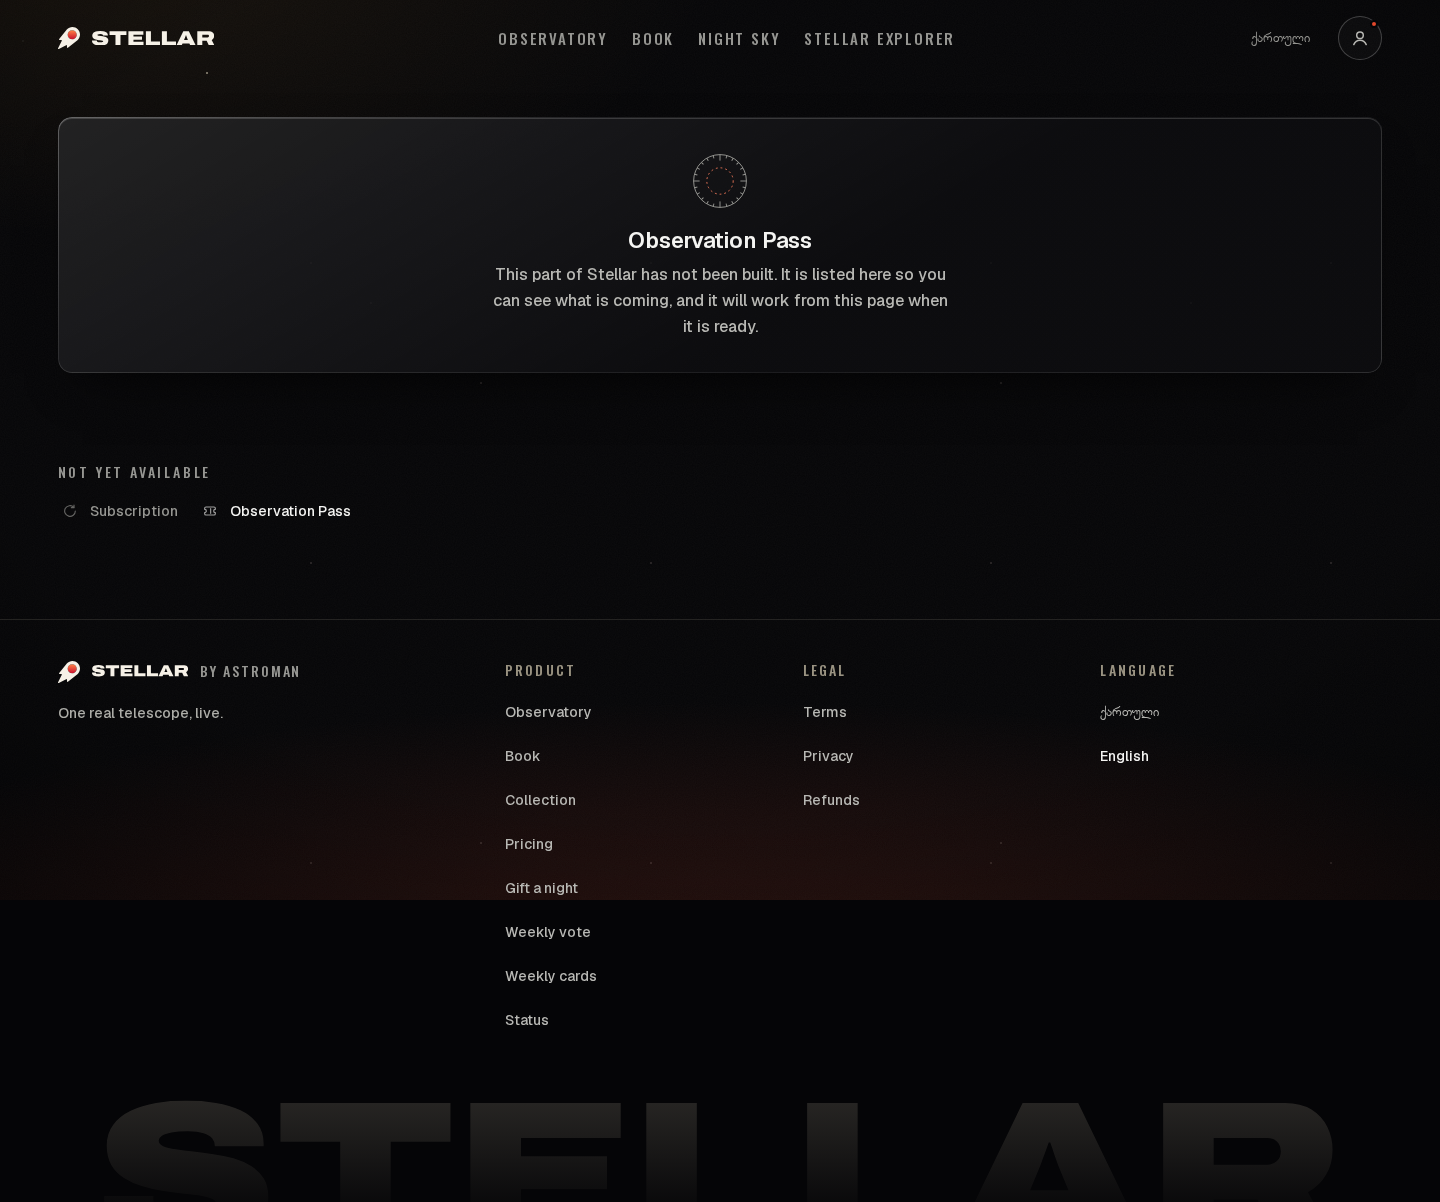 STELLAR
OBSERVATORY BOOK NIGHT SKY STELLAR EXPLORER
ქართული
Observation Pass
This part of Stellar has not been built. It is listed here so you
can see what is coming, and it will work from this page when
it is ready.
NOT YET AVAILABLE
Subscription Observation Pass
STELLAR BY ASTROMAN
One real telescope, live.
PRODUCT
Observatory
Book
Collection
Pricing
Gift a night
Weekly vote
Weekly cards
Status
LEGAL
Terms
Privacy
Refunds
LANGUAGE
ქართული
English
STELLAR